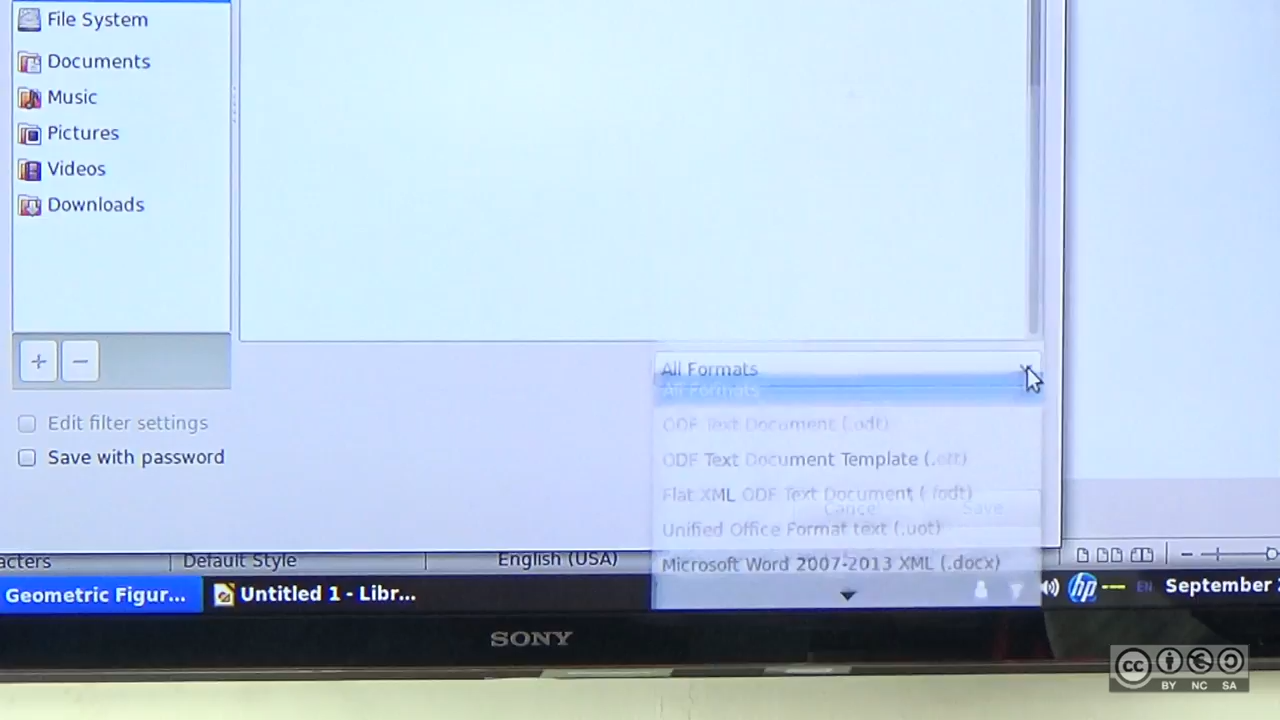 File System
Documents
Music
Pictures
Videos
Downloads
Edit filter settings
Save with password
All Formats
All Formats
ODF Text Document (.odt)
ODF Text Document Template (.ott)
Flat XML ODF Text Document (.fodt)
Cancel
Save
Unified Office Format text (.uot)
Microsoft Word 2007-2013 XML (.docx)
acters
Default Style
English (USA)
Geometric Figur...
Untitled 1 - Libr...
hp
EN
September
SONY
cc
BY NC SA